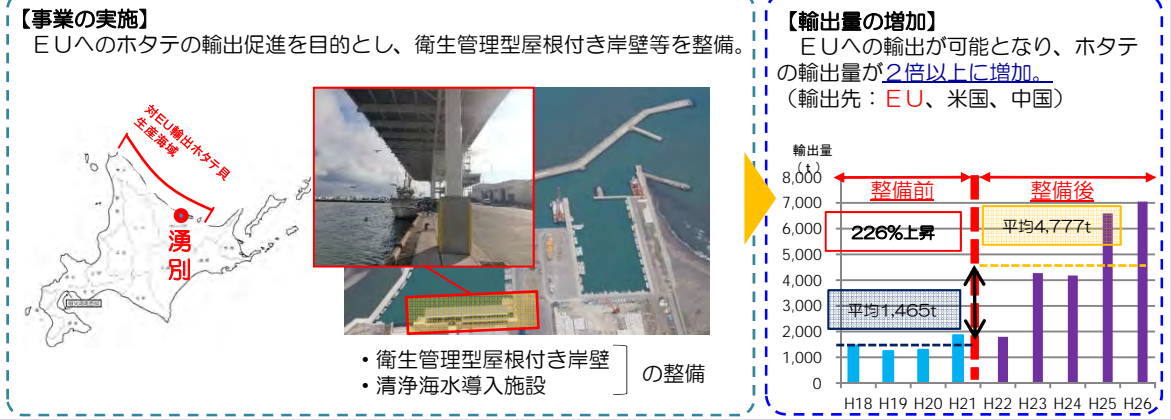 【事業の実施】
EUへのホタテの輸出促進を目的とし、衛生管理型屋根付き岸壁等を整備。
対EU輸出ホタテ貝
生産海域
湧別
・衛生管理型屋根付き岸壁
・清浄海水導入施設
の整備
【輸出量の増加】
EUへの輸出が可能となり、ホタテ
の輸出量が2倍以上に増加。
(輸出先:EU、米国、中国)
輸出量
(t)
8,000
7,000
6,000
5,000
4,000
3,000
2,000
1,000
0
整備前
整備後
226%上昇
平均4,777t
平均1,465t
H18 H19 H20 H21 H22 H23 H24 H25 H26